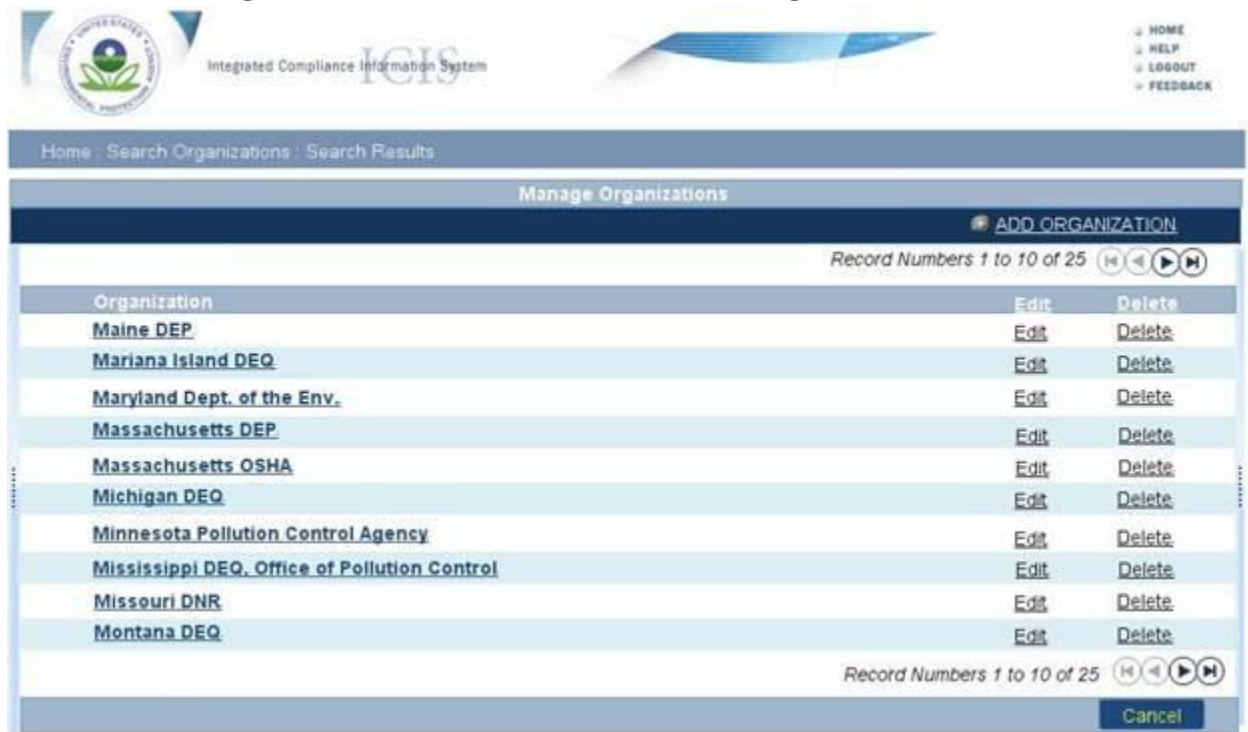 UNITED STATES
Integrated Compliance Information System
ICIS
HOME
HELP
LOGOUT
FEEDBACK
Home : Search Organizations : Search Results
Manage Organizations
ADD ORGANIZATION
Record Numbers 1 to 10 of 25
Organization Edit Delete
Maine DEP Edit Delete
Mariana Island DEQ Edit Delete
Maryland Dept. of the Env. Edit Delete
Massachusetts DEP Edit Delete
Massachusetts OSHA Edit Delete
Michigan DEQ Edit Delete
Minnesota Pollution Control Agency Edit Delete
Mississippi DEQ, Office of Pollution Control Edit Delete
Missouri DNR Edit Delete
Montana DEQ Edit Delete
Record Numbers 1 to 10 of 25
Cancel